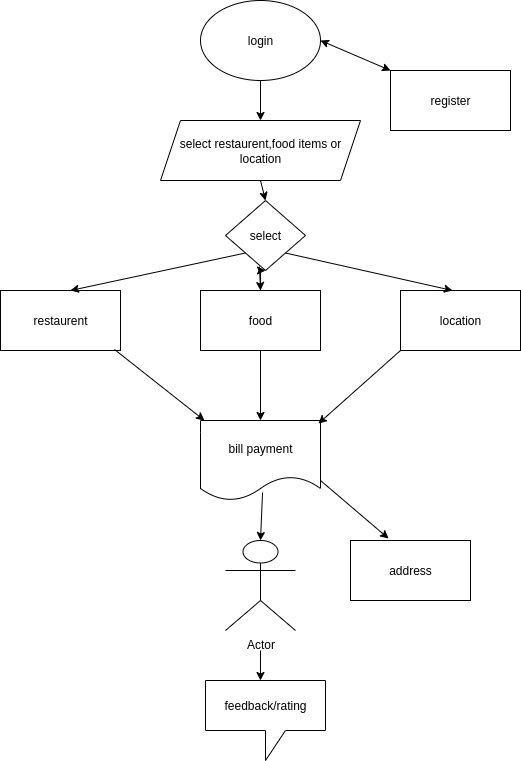 login
register
select restaurent,food items or
location
select
restaurent
food
location
bill payment
address
Actor
feedback/rating